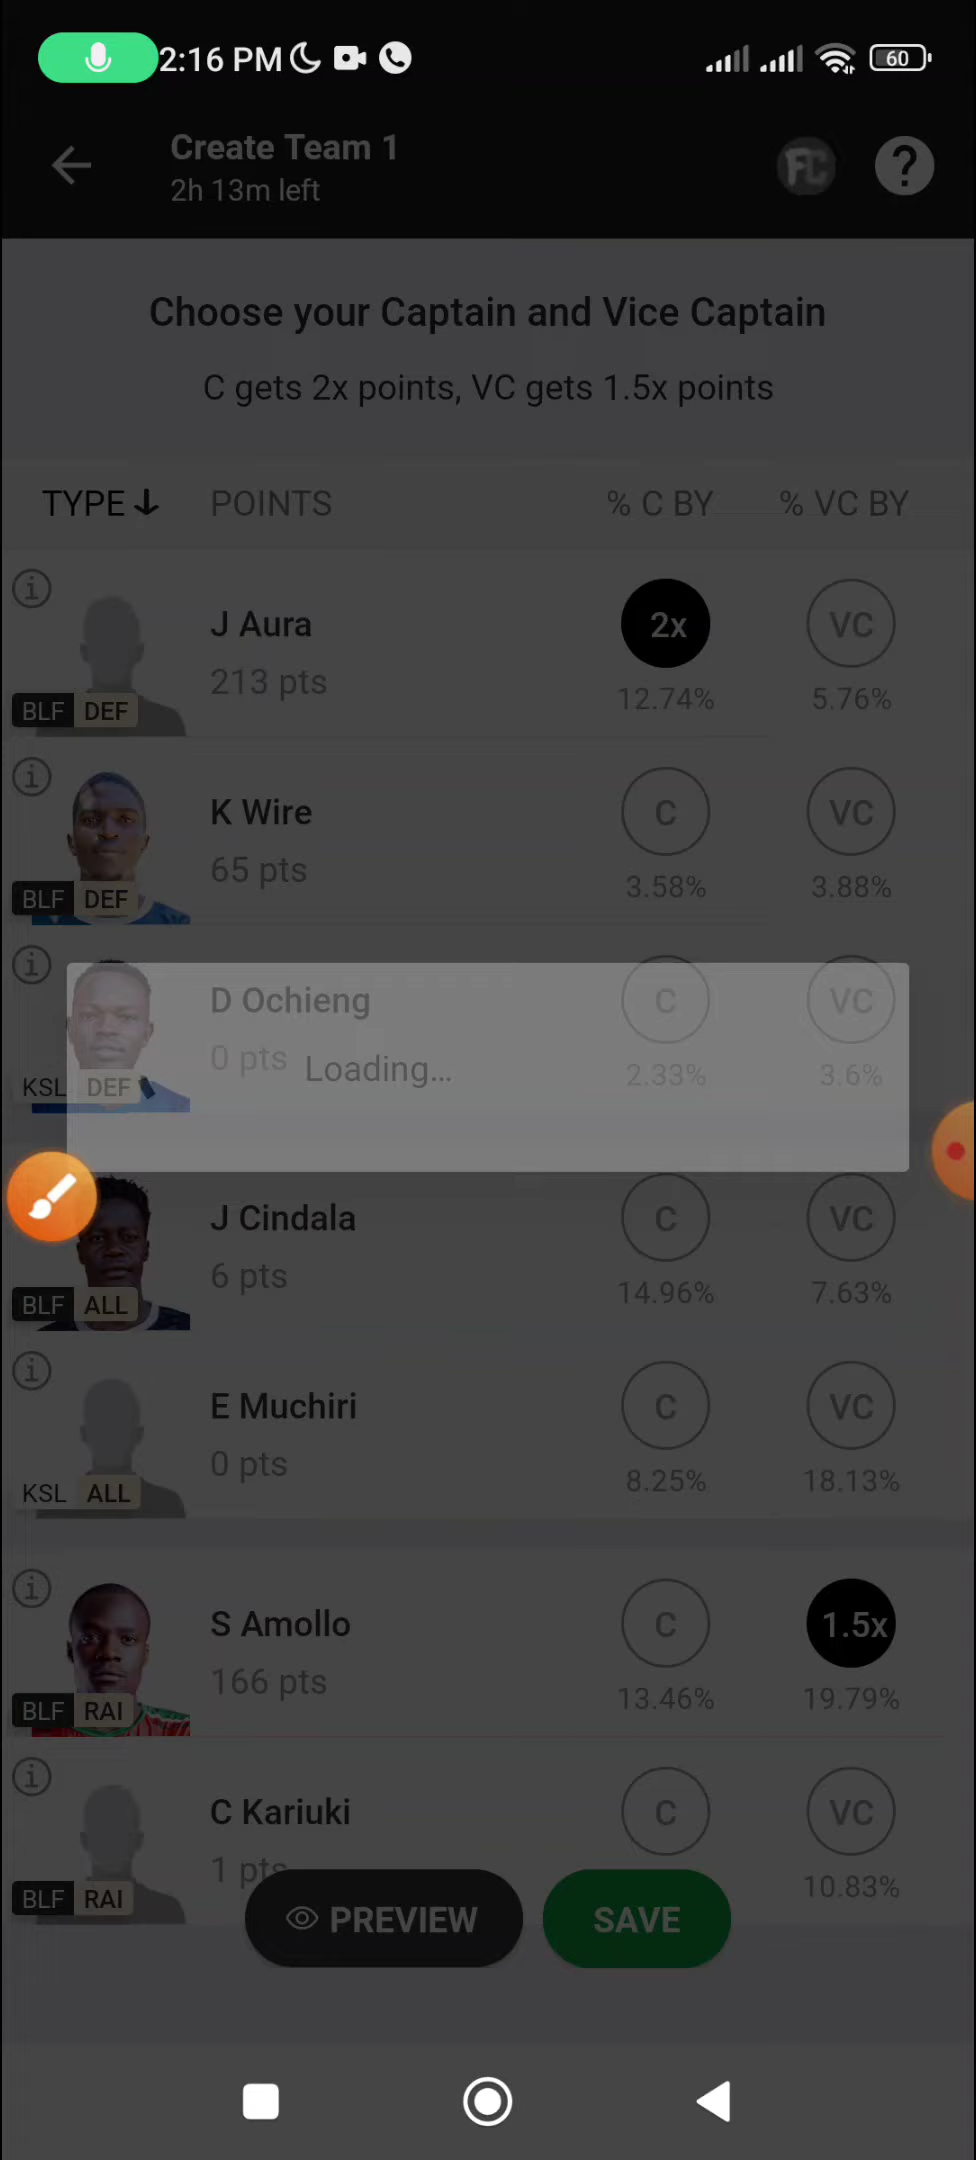 2:16 PM
60
Create Team 1
2h 13m left
FC
?
Choose your Captain and Vice Captain
C gets 2x points, VC gets 1.5x points
TYPE POINTS % C BY % VC BY
J Aura
213 pts
BLF DEF
2x
12.74%
VC
5.76%
K Wire
65 pts
BLF DEF
C
3.58%
VC
3.88%
D Ochieng
0 pts
KSL DEF
C
2.33%
VC
3.6%
Loading...
J Cindala
6 pts
BLF ALL
C
14.96%
VC
7.63%
E Muchiri
0 pts
KSL ALL
C
8.25%
VC
18.13%
S Amollo
166 pts
BLF RAI
C
13.46%
1.5x
19.79%
C Kariuki
1 pts
BLF RAI
C
VC
10.83%
PREVIEW
SAVE